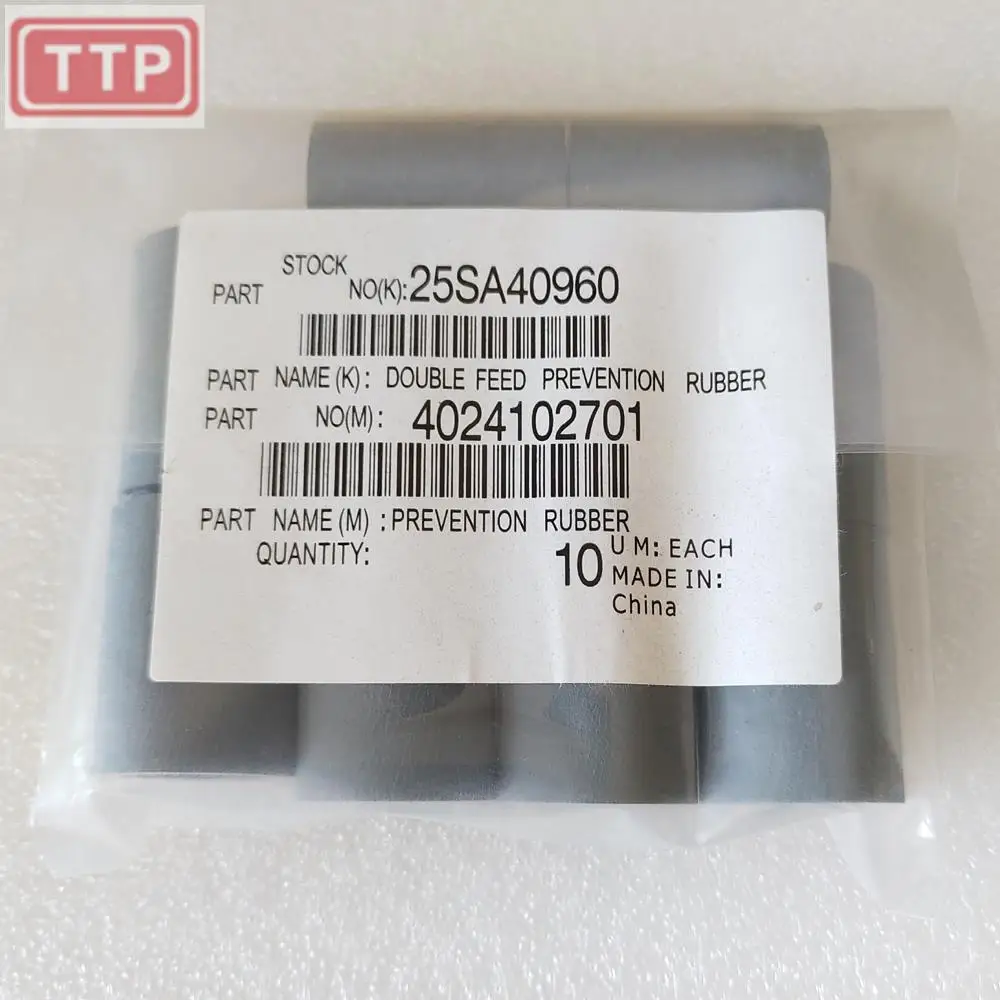 TTP
STOCK
PART NO(K): 25SA40960
PART NAME (K): DOUBLE FEED PREVENTION RUBBER
PART NO(M): 4024102701
PART NAME (M) : PREVENTION RUBBER
QUANTITY: 10 U M: EACH
MADE IN:
China